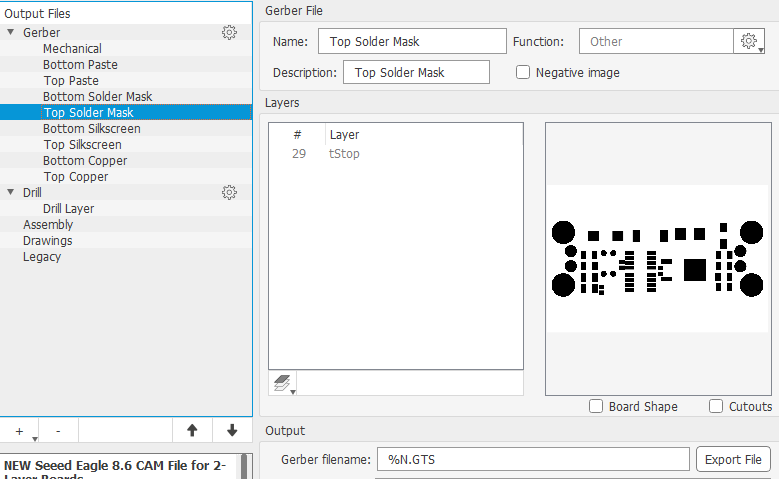 Output Files
Gerber
Mechanical
Bottom Paste
Top Paste
Bottom Solder Mask
Top Solder Mask
Bottom Silkscreen
Top Silkscreen
Bottom Copper
Top Copper
Drill
Drill Layer
Assembly
Drawings
Legacy
+ -
NEW Seeed Eagle 8.6 CAM File for 2-
Layer Boards
Gerber File
Name: Top Solder Mask Function: Other
Description: Top Solder Mask Negative image
Layers
# Layer
29 tStop
Board Shape Cutouts
Output
Gerber filename: %N.GTS Export File